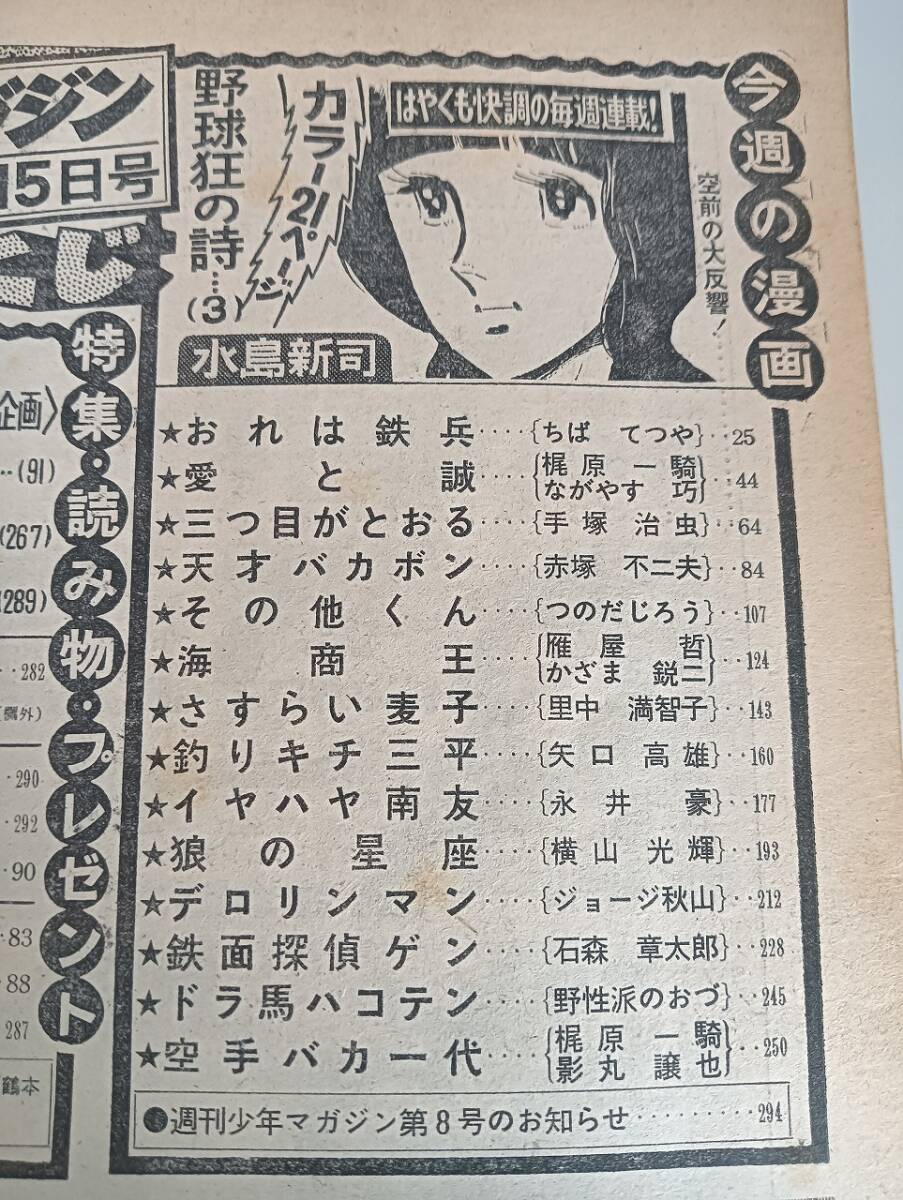 今週の漫画
空前の大反響!
はやくも快調の毎週連載!
カラー2ページ!
野球狂の詩…(3)
水島新司
★おれは鉄兵‥‥{ちば てつや}‥25
★愛と誠‥‥{梶原一騎 ながやす 巧}‥44
★三つ目がとおる‥‥{手塚治虫}‥64
★天才バカボン‥‥{赤塚 不二夫}‥84
★その他くん‥‥{つのだじろう}‥107
★海商王‥‥{雁屋哲 かざま 鋭二}‥124
★さすらい麦子‥‥{里中 満智子}‥143
★釣りキチ三平‥‥{矢口 高雄}‥160
★イヤハヤ南友‥‥{永井 豪}‥177
★狼の星座‥‥{横山 光輝}‥193
★デロリンマン‥‥{ジョージ秋山}‥212
★鉄面探偵ゲン‥‥{石森 章太郎}‥228
★ドラ馬ハコテン‥‥{野性派のおづ}‥245
★空手バカ一代‥‥{梶原一騎 影丸 譲也}‥250
●週刊少年マガジン第8号のお知らせ‥‥‥‥294
ガジン
15日号
くじ
特集・読み物・プレゼント
企画〉
‥(91)
(267)
(289)
‥282
‥290
‥292
‥90
‥83
‥88
287
鶴本